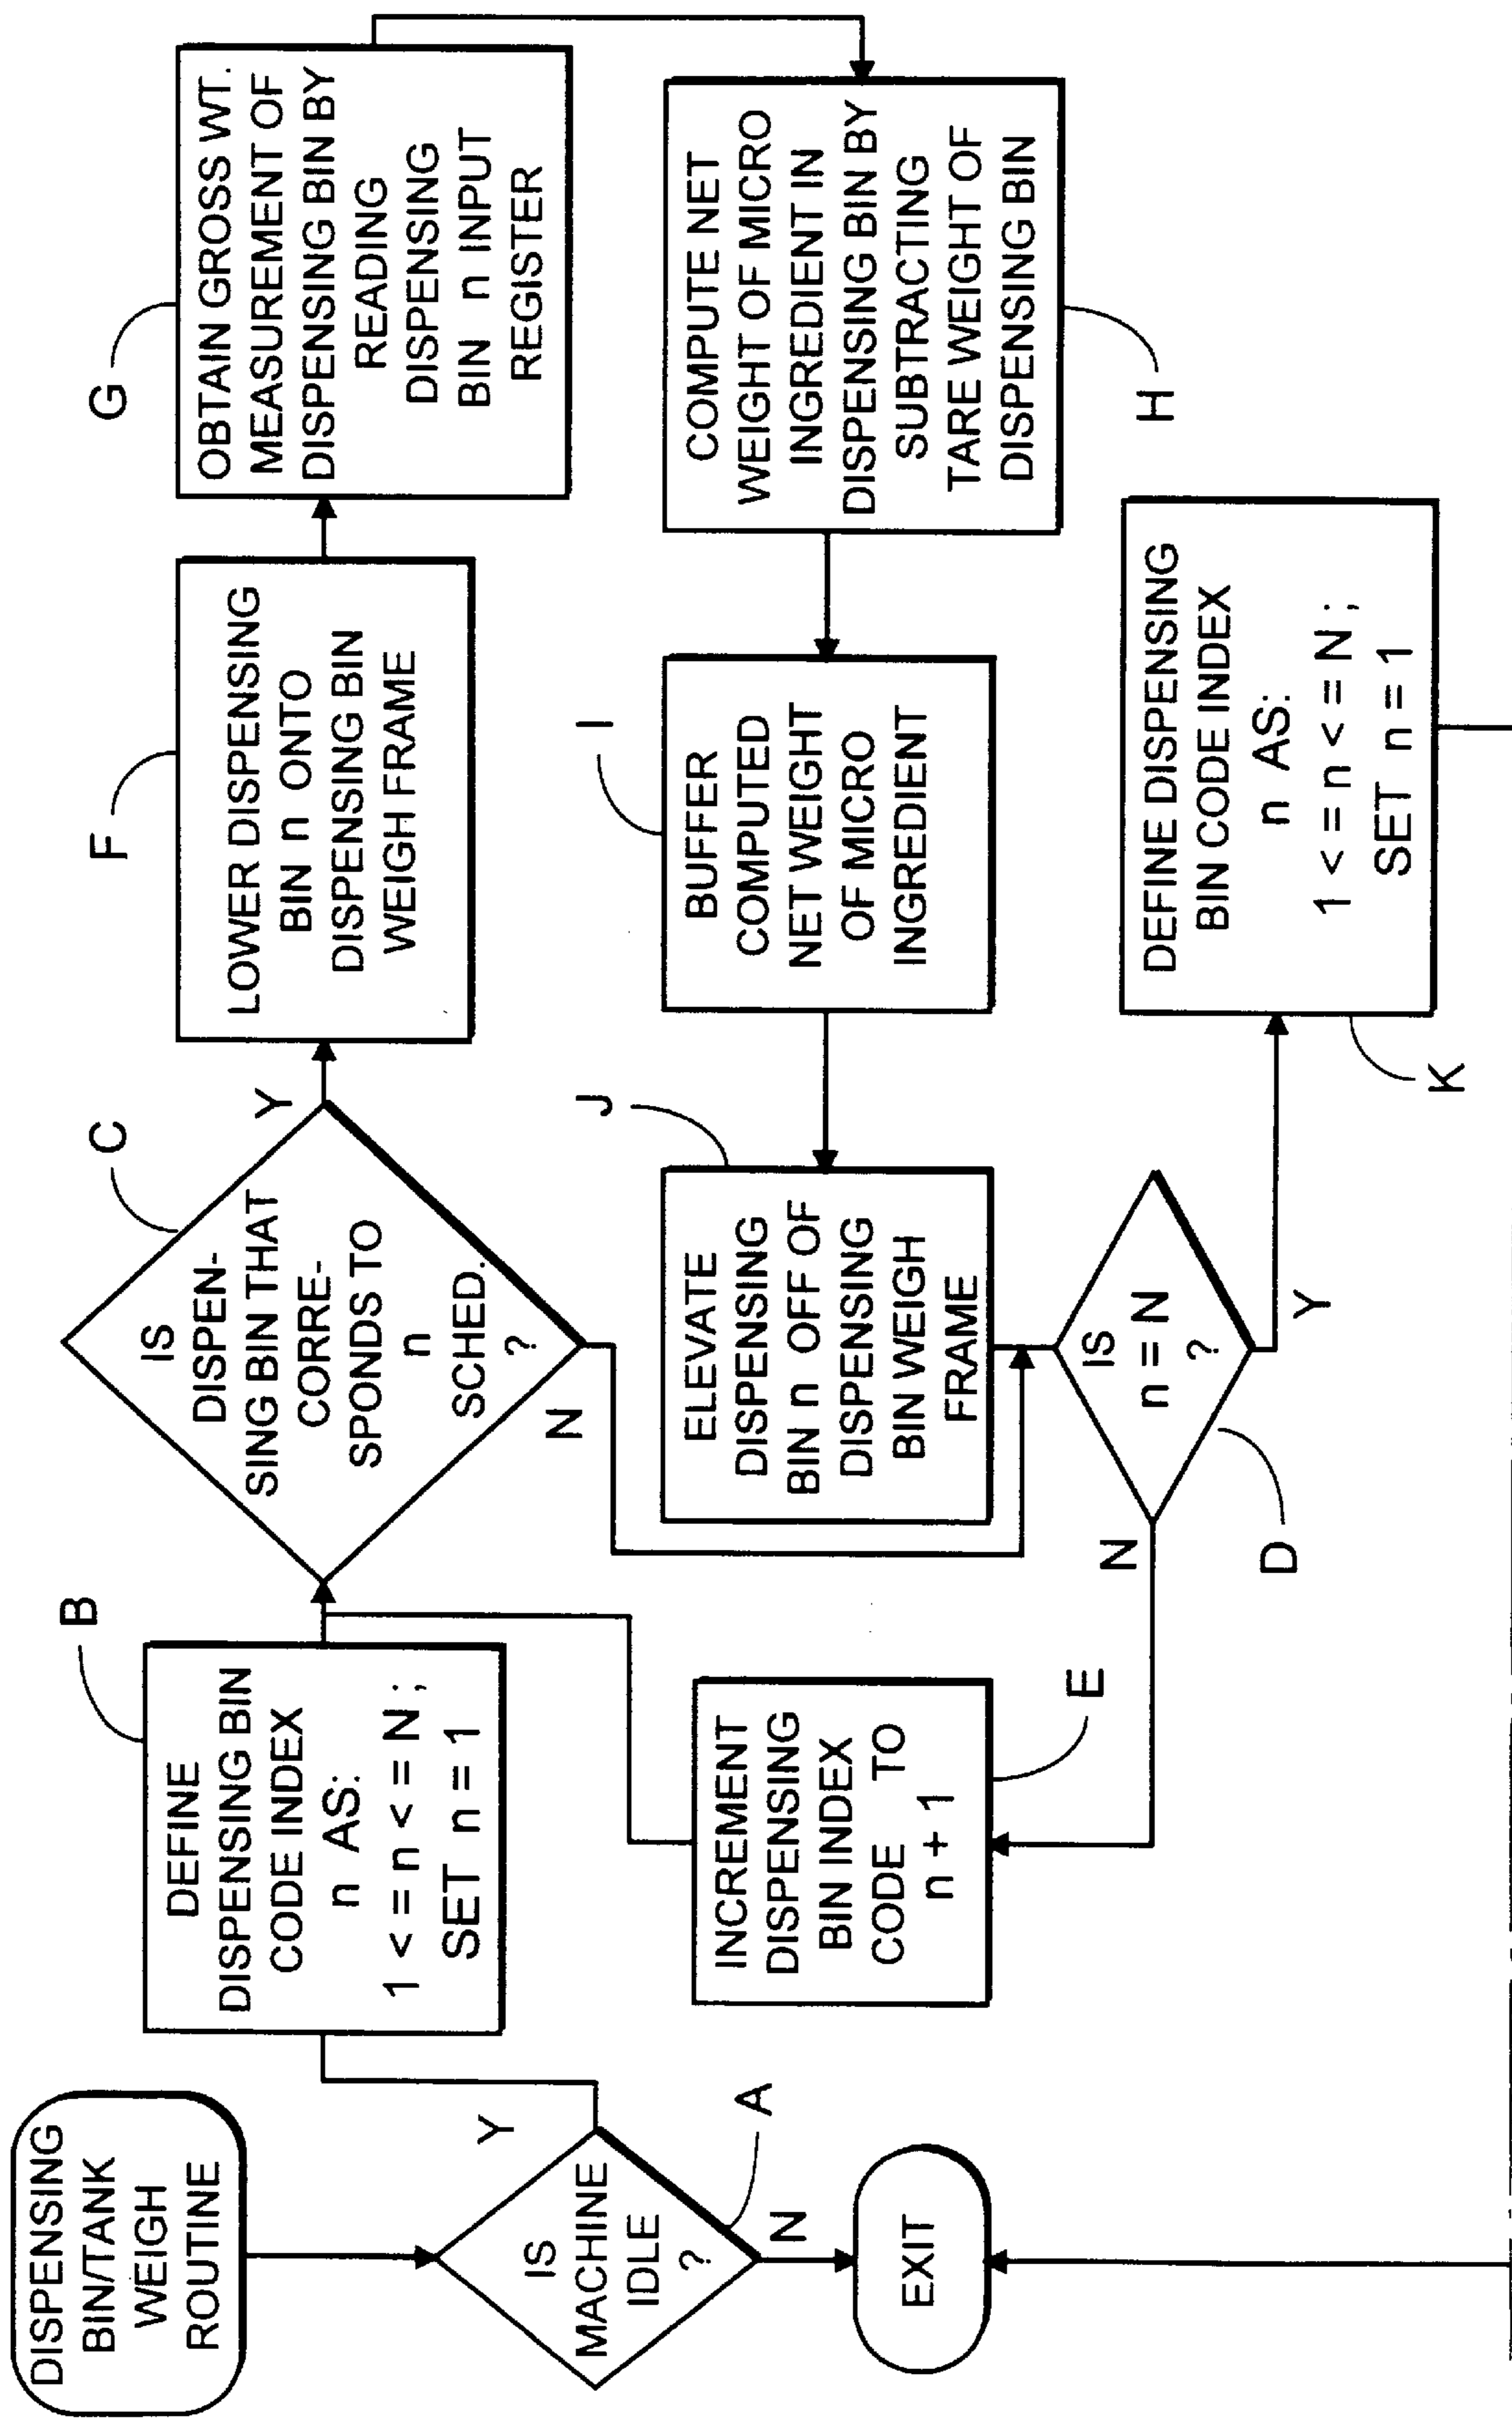 DISPENSING
BIN/TANK
WEIGH
ROUTINE
IS
MACHINE
IDLE
?
A
Y
N
EXIT
B
DEFINE
DISPENSING BIN
CODE INDEX
n AS:
1 < = n < = N ;
SET n = 1
C
IS
DISPEN-
SING BIN THAT
CORRE-
SPONDS TO
n
SCHED.
?
Y
N
F
LOWER DISPENSING
BIN n ONTO
DISPENSING BIN
WEIGH FRAME
G
OBTAIN GROSS WT.
MEASUREMENT OF
DISPENSING BIN BY
READING
DISPENSING
BIN n INPUT
REGISTER
COMPUTE NET
WEIGHT OF MICRO
INGREDIENT IN
DISPENSING BIN BY
SUBTRACTING
TARE WEIGHT OF
DISPENSING BIN
H
I
BUFFER
COMPUTED
NET WEIGHT
OF MICRO
INGREDIENT
J
ELEVATE
DISPENSING
BIN n OFF OF
DISPENSING
BIN WEIGH
FRAME
IS
n = N
?
D
N
Y
INCREMENT
DISPENSING
BIN INDEX
CODE TO
n + 1
E
DEFINE DISPENSING
BIN CODE INDEX
n AS:
1 < = n < = N ;
SET n = 1
K